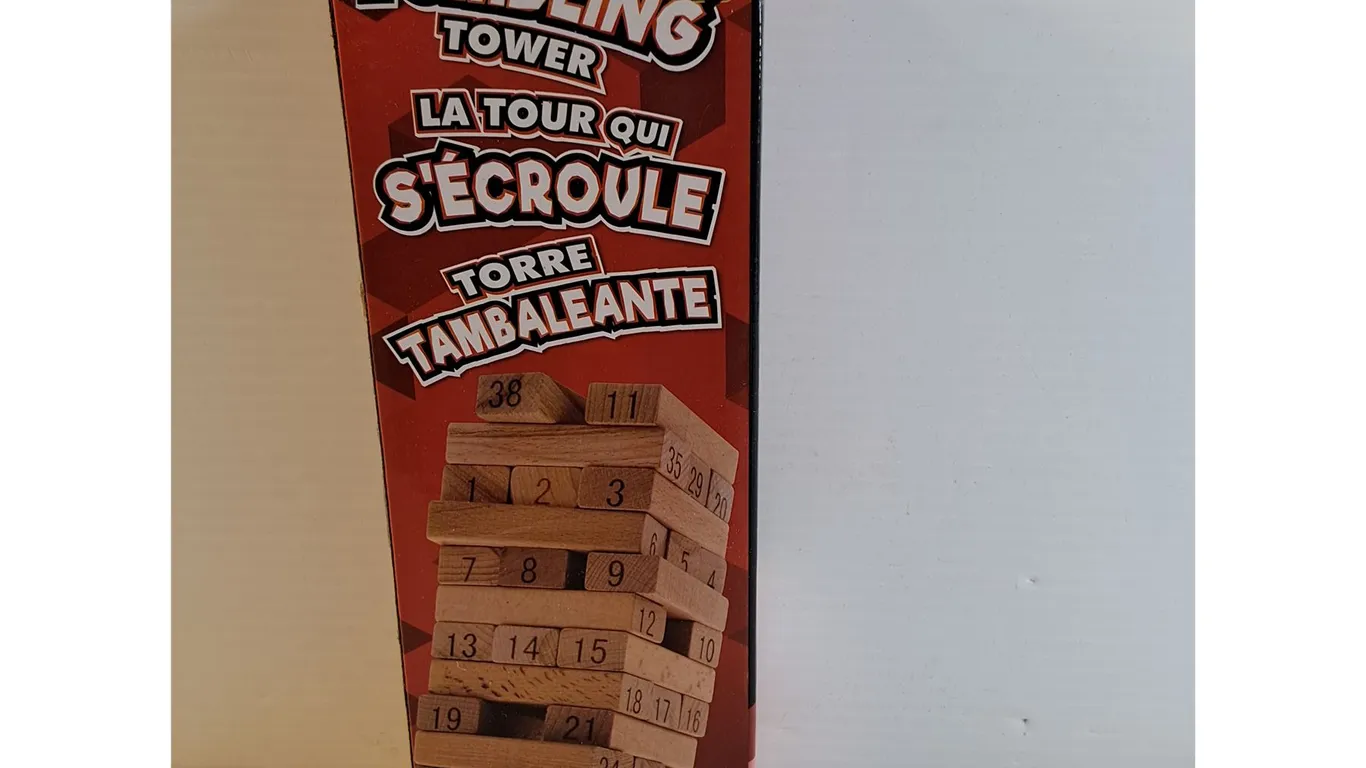 TOWER
LA TOUR QUI
S'ÉCROULE
TORRE
TAMBALEANTE
38 11
35 29 20
1 2 3
6 5 4
7 8 9
12 10
13 14 15
18 17 16
19 21